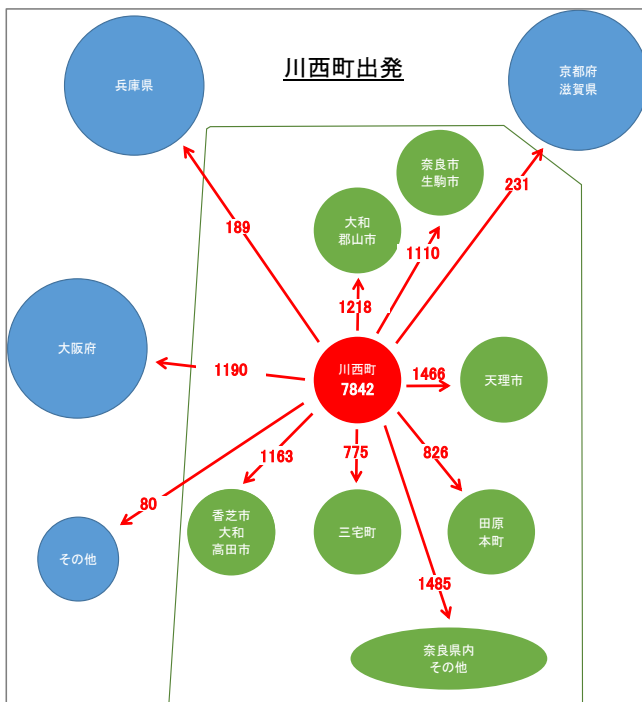 川西町出発
兵庫県
京都府
滋賀県
奈良市
生駒市
231
189
大和
郡山市
1110
1218
大阪府
川西町
7842
1190
1466
天理市
1163
775
826
80
香芝市
大和
高田市
三宅町
田原
本町
その他
1485
奈良県内
その他